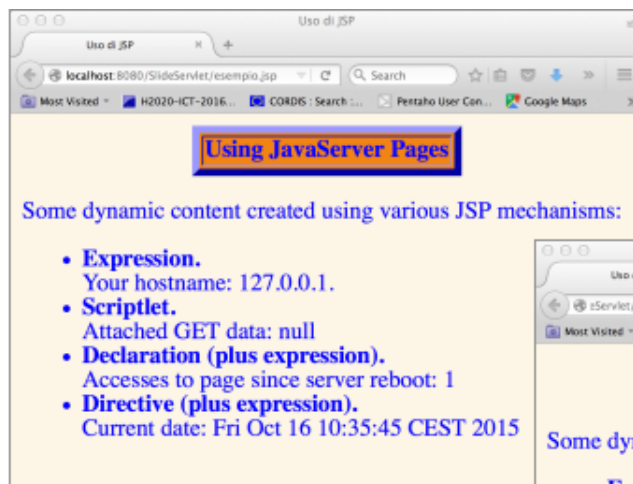 Uso di JSP
Uso di JSP
localhost:8080/SlideServlet/esempio.jsp
Search
Most Visited
H2020-ICT-2016...
CORDIS : Search :...
Pentaho User Con...
Google Maps
Using JavaServer Pages
Some dynamic content created using various JSP mechanisms:
• Expression.
Your hostname: 127.0.0.1.
• Scriptlet.
Attached GET data: null
• Declaration (plus expression).
Accesses to page since server reboot: 1
• Directive (plus expression).
Current date: Fri Oct 16 10:35:45 CEST 2015
Uso
Most Visited
Some dy